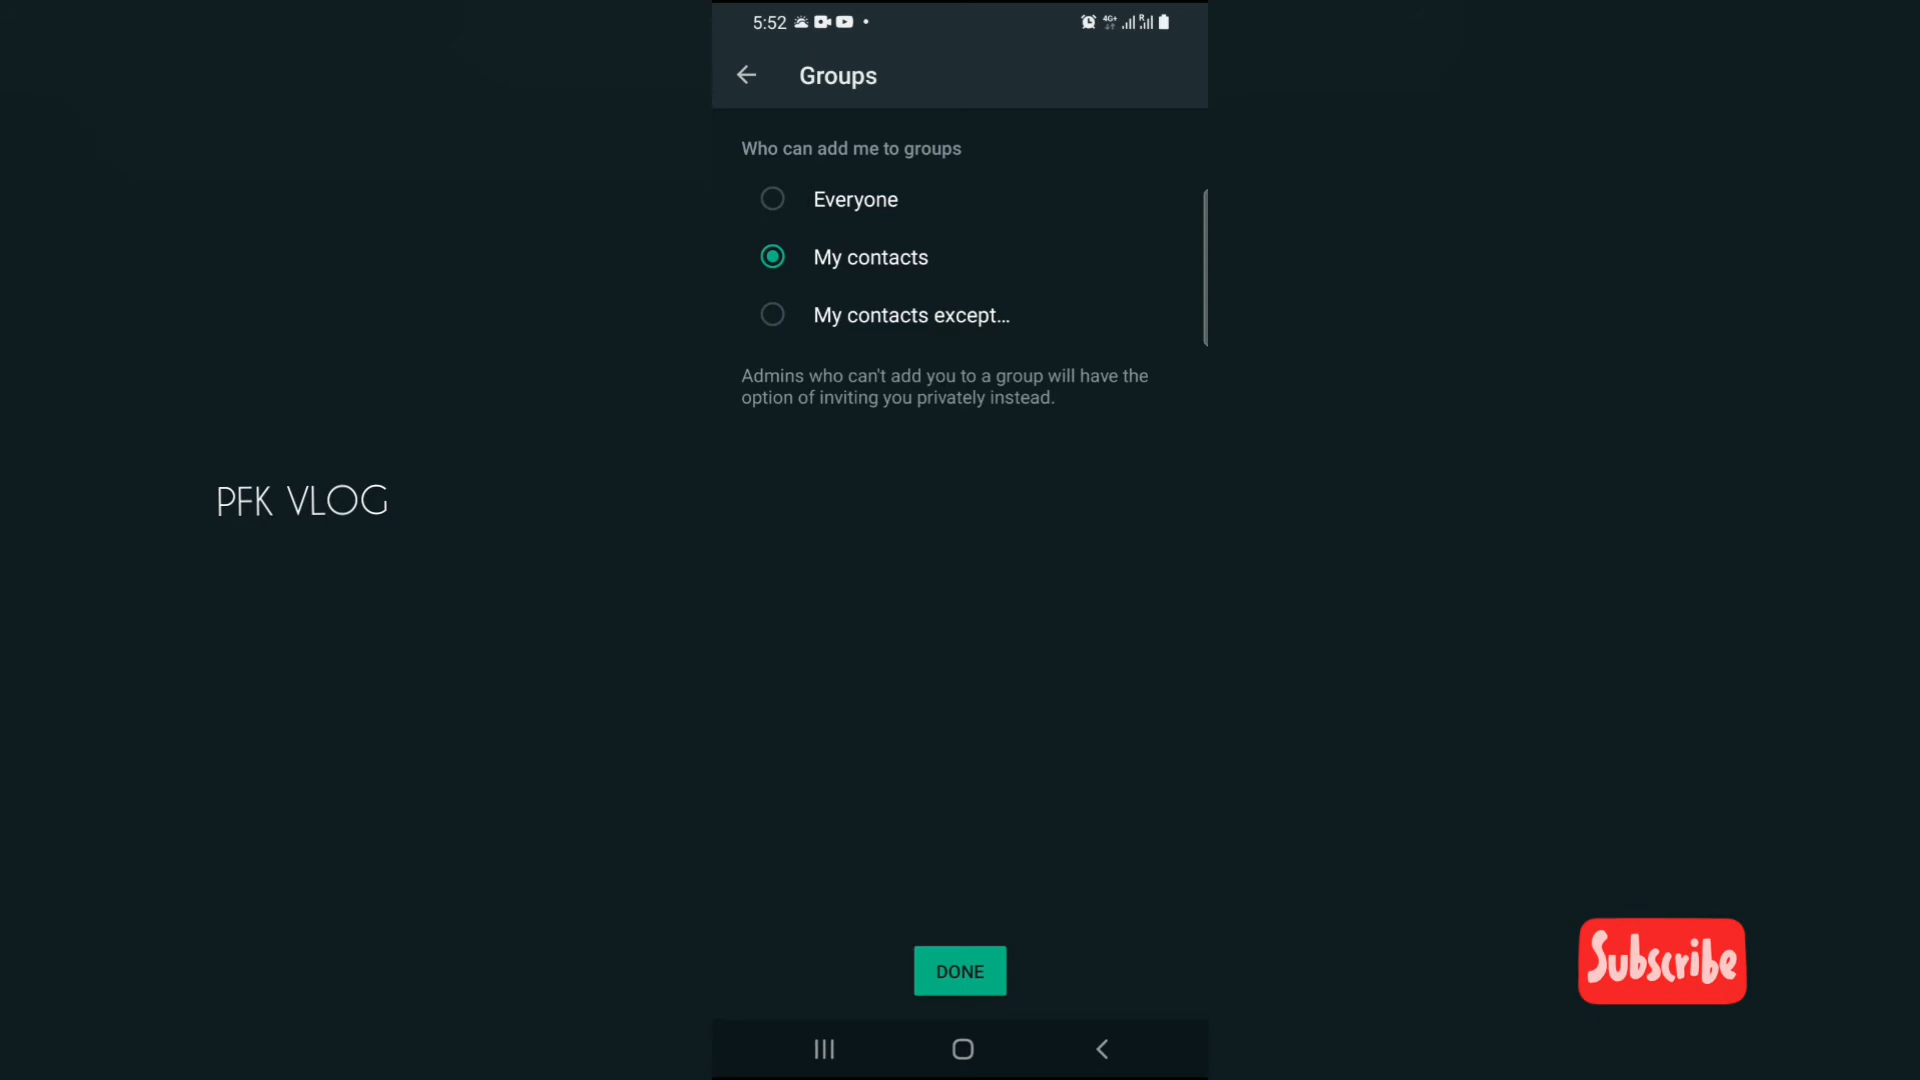 5:52
4G+
R
Groups
Who can add me to groups
Everyone
My contacts
My contacts except...
Admins who can't add you to a group will have the
option of inviting you privately instead.
PFK VLOG
Subscribe
DONE